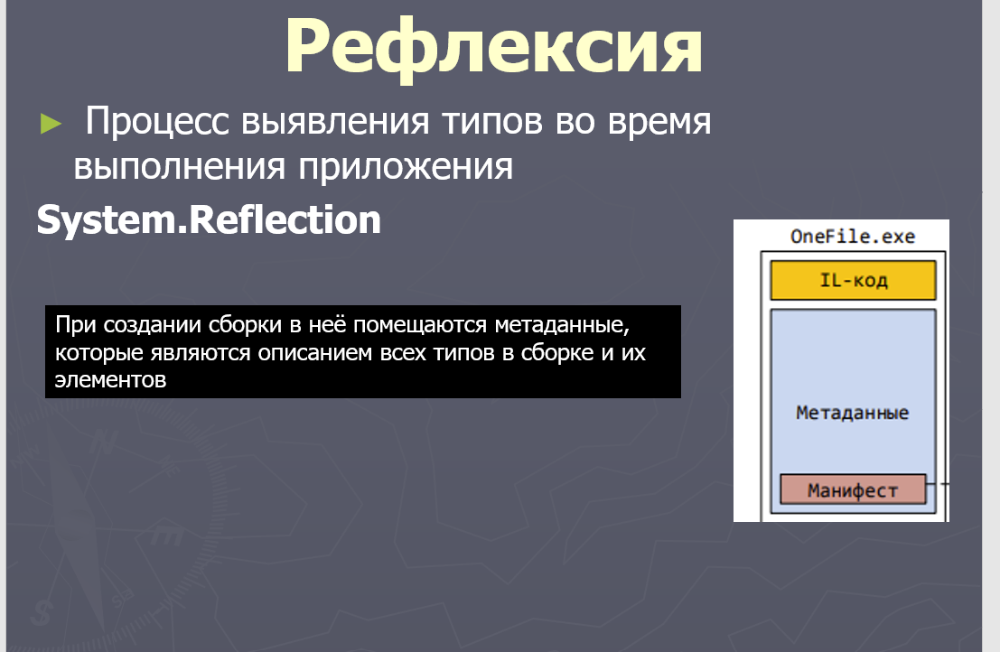 Рефлексия
► Процесс выявления типов во время
выполнения приложения
System.Reflection
При создании сборки в неё помещаются метаданные,
которые являются описанием всех типов в сборке и их
элементов
OneFile.exe
IL-код
Метаданные
Манифест
N
S